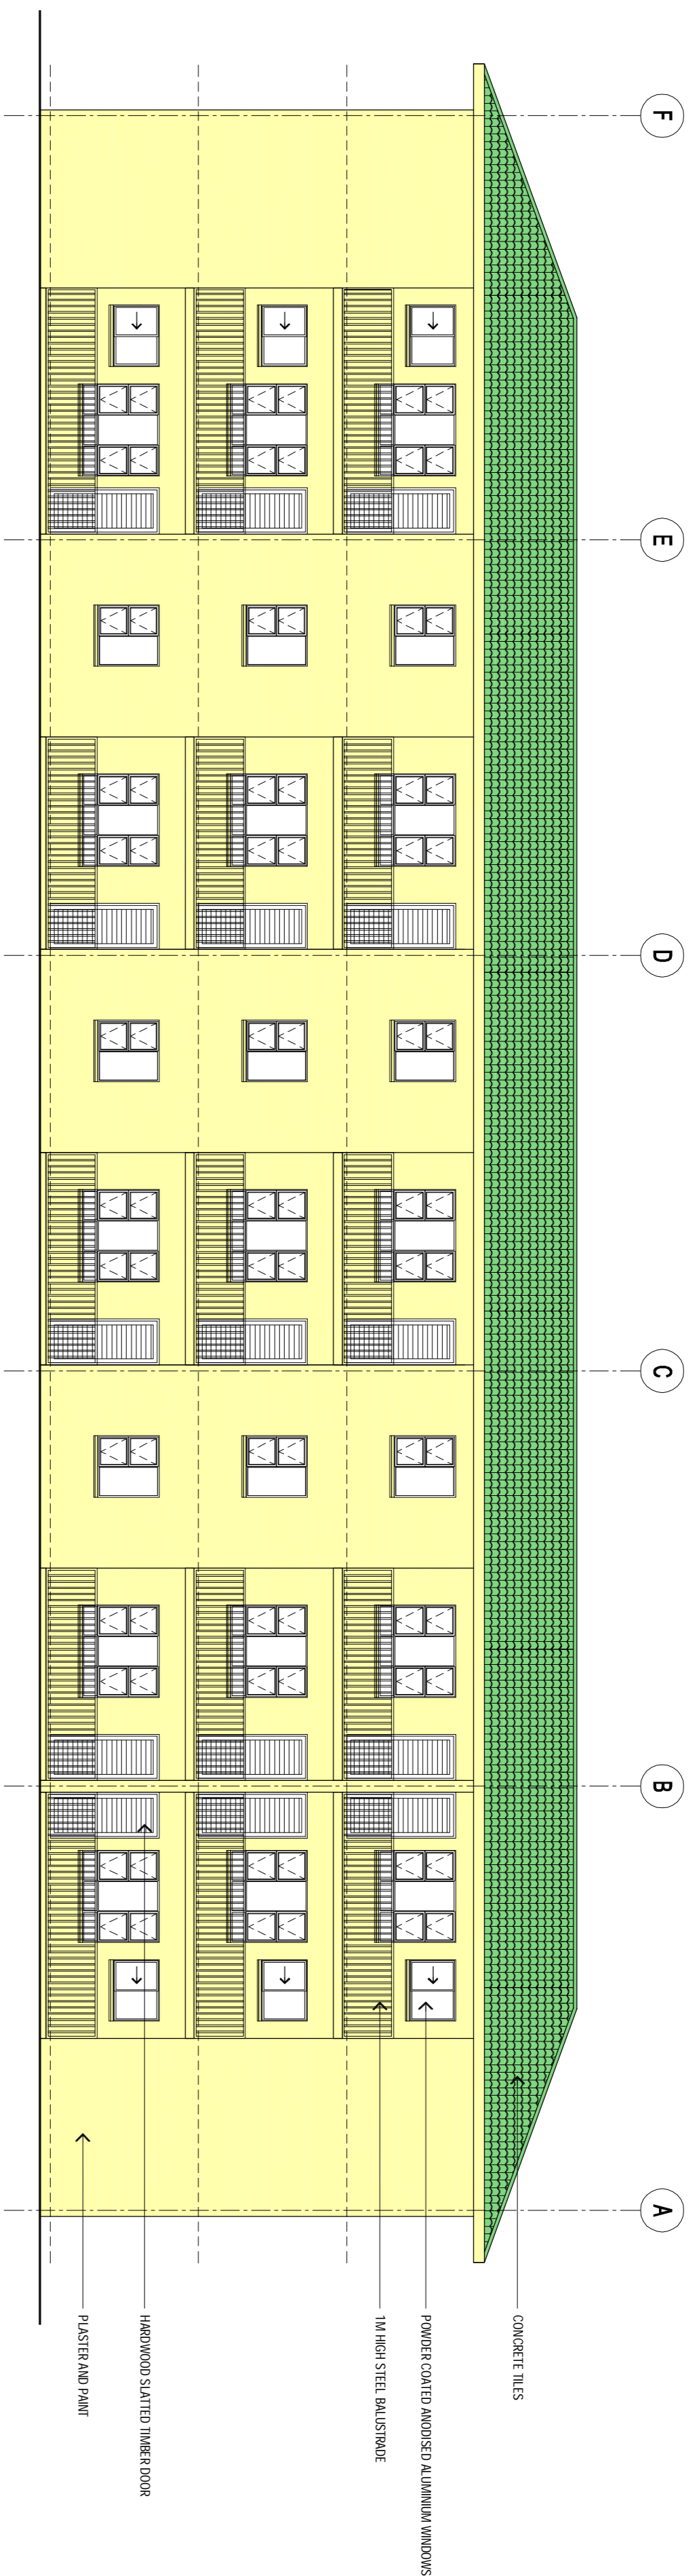 F
E
D
C
B
A
CONCRETE TILES
POWDER COATED ANODISED ALUMINIUM WINDOWS
1M HIGH STEEL BALUSTRADE
HARDWOOD SLATTED TIMBER DOOR
PLASTER AND PAINT